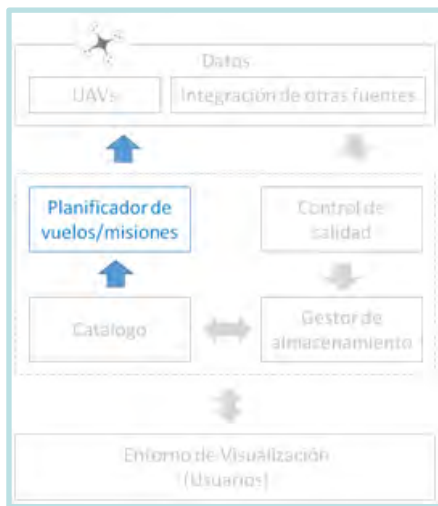 Datos
UAVs
Integración de otras fuentes
Planificador de
vuelos/misiones
Control de
calidad
Catálogo
Gestor de
almacenamiento
Entorno de Visualización
(Usuarios)